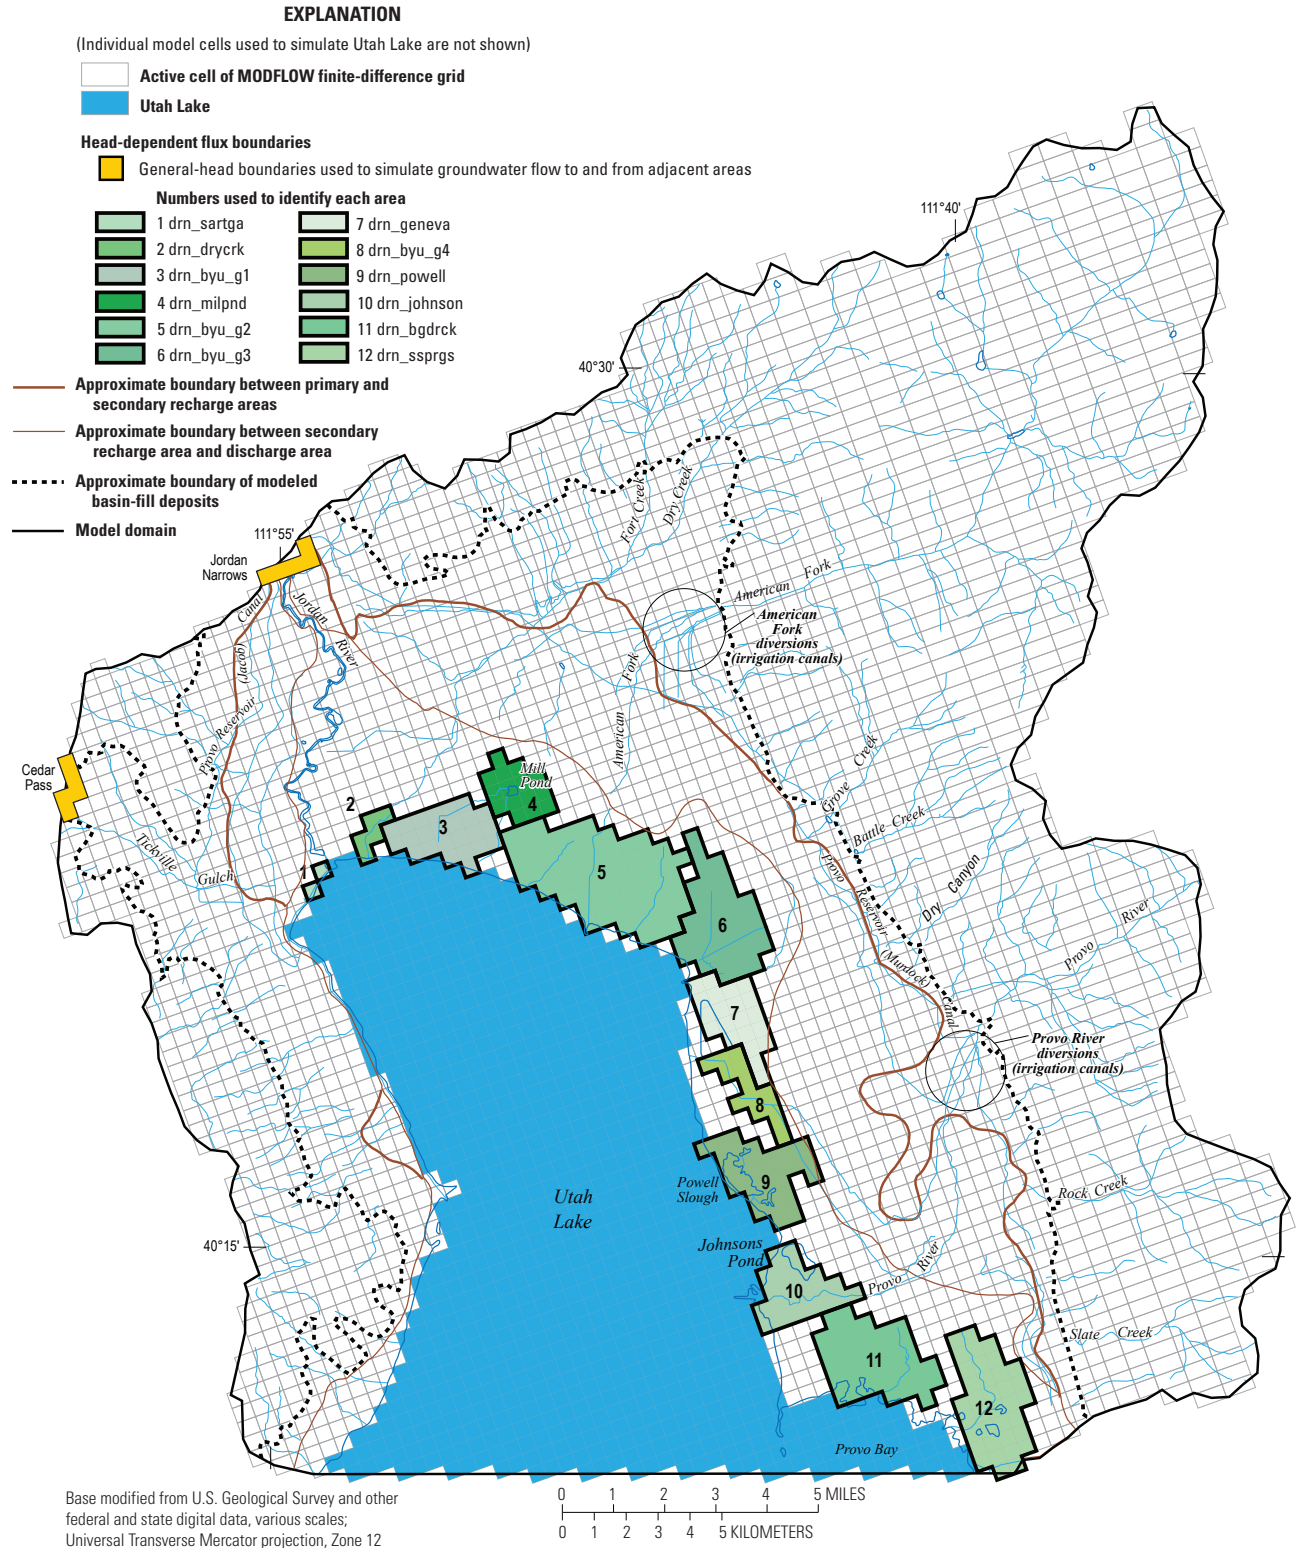 EXPLANATION
(Individual model cells used to simulate Utah Lake are not shown)
Active cell of MODFLOW finite-difference grid
Utah Lake
Head-dependent flux boundaries
General-head boundaries used to simulate groundwater flow to and from adjacent areas
Numbers used to identify each area
1 drn_sartga
2 drn_drycrk
3 drn_byu_g1
4 drn_milpnd
5 drn_byu_g2
6 drn_byu_g3
7 drn_geneva
8 drn_byu_g4
9 drn_powell
10 drn_johnson
11 drn_bgdrck
12 drn_ssprgs
Approximate boundary between primary and
secondary recharge areas
Approximate boundary between secondary
recharge area and discharge area
Approximate boundary of modeled
basin-fill deposits
Model domain
111°40'
40°30'
111°55'
Jordan
Narrows
Fort Creek
Dry Creek
American Fork
American
Fork
diversions
(irrigation canals)
Canal
(Jacob)
Provo Reservoir
Jordan
River
American
Fork
Cedar
Pass
Tickville
Gulch
Mill
Pond
Grove Creek
Battle Creek
Dry Canyon
Provo Reservoir
(Murdock)
Canal
Provo River
Provo River
diversions
(irrigation canals)
1
2
3
4
5
6
7
8
9
10
11
12
Powell
Slough
Utah
Lake
Johnsons
Pond
Provo River
Rock Creek
Slate Creek
40°15'
Provo Bay
Base modified from U.S. Geological Survey and other
federal and state digital data, various scales;
Universal Transverse Mercator projection, Zone 12
0 1 2 3 4 5 MILES
0 1 2 3 4 5 KILOMETERS